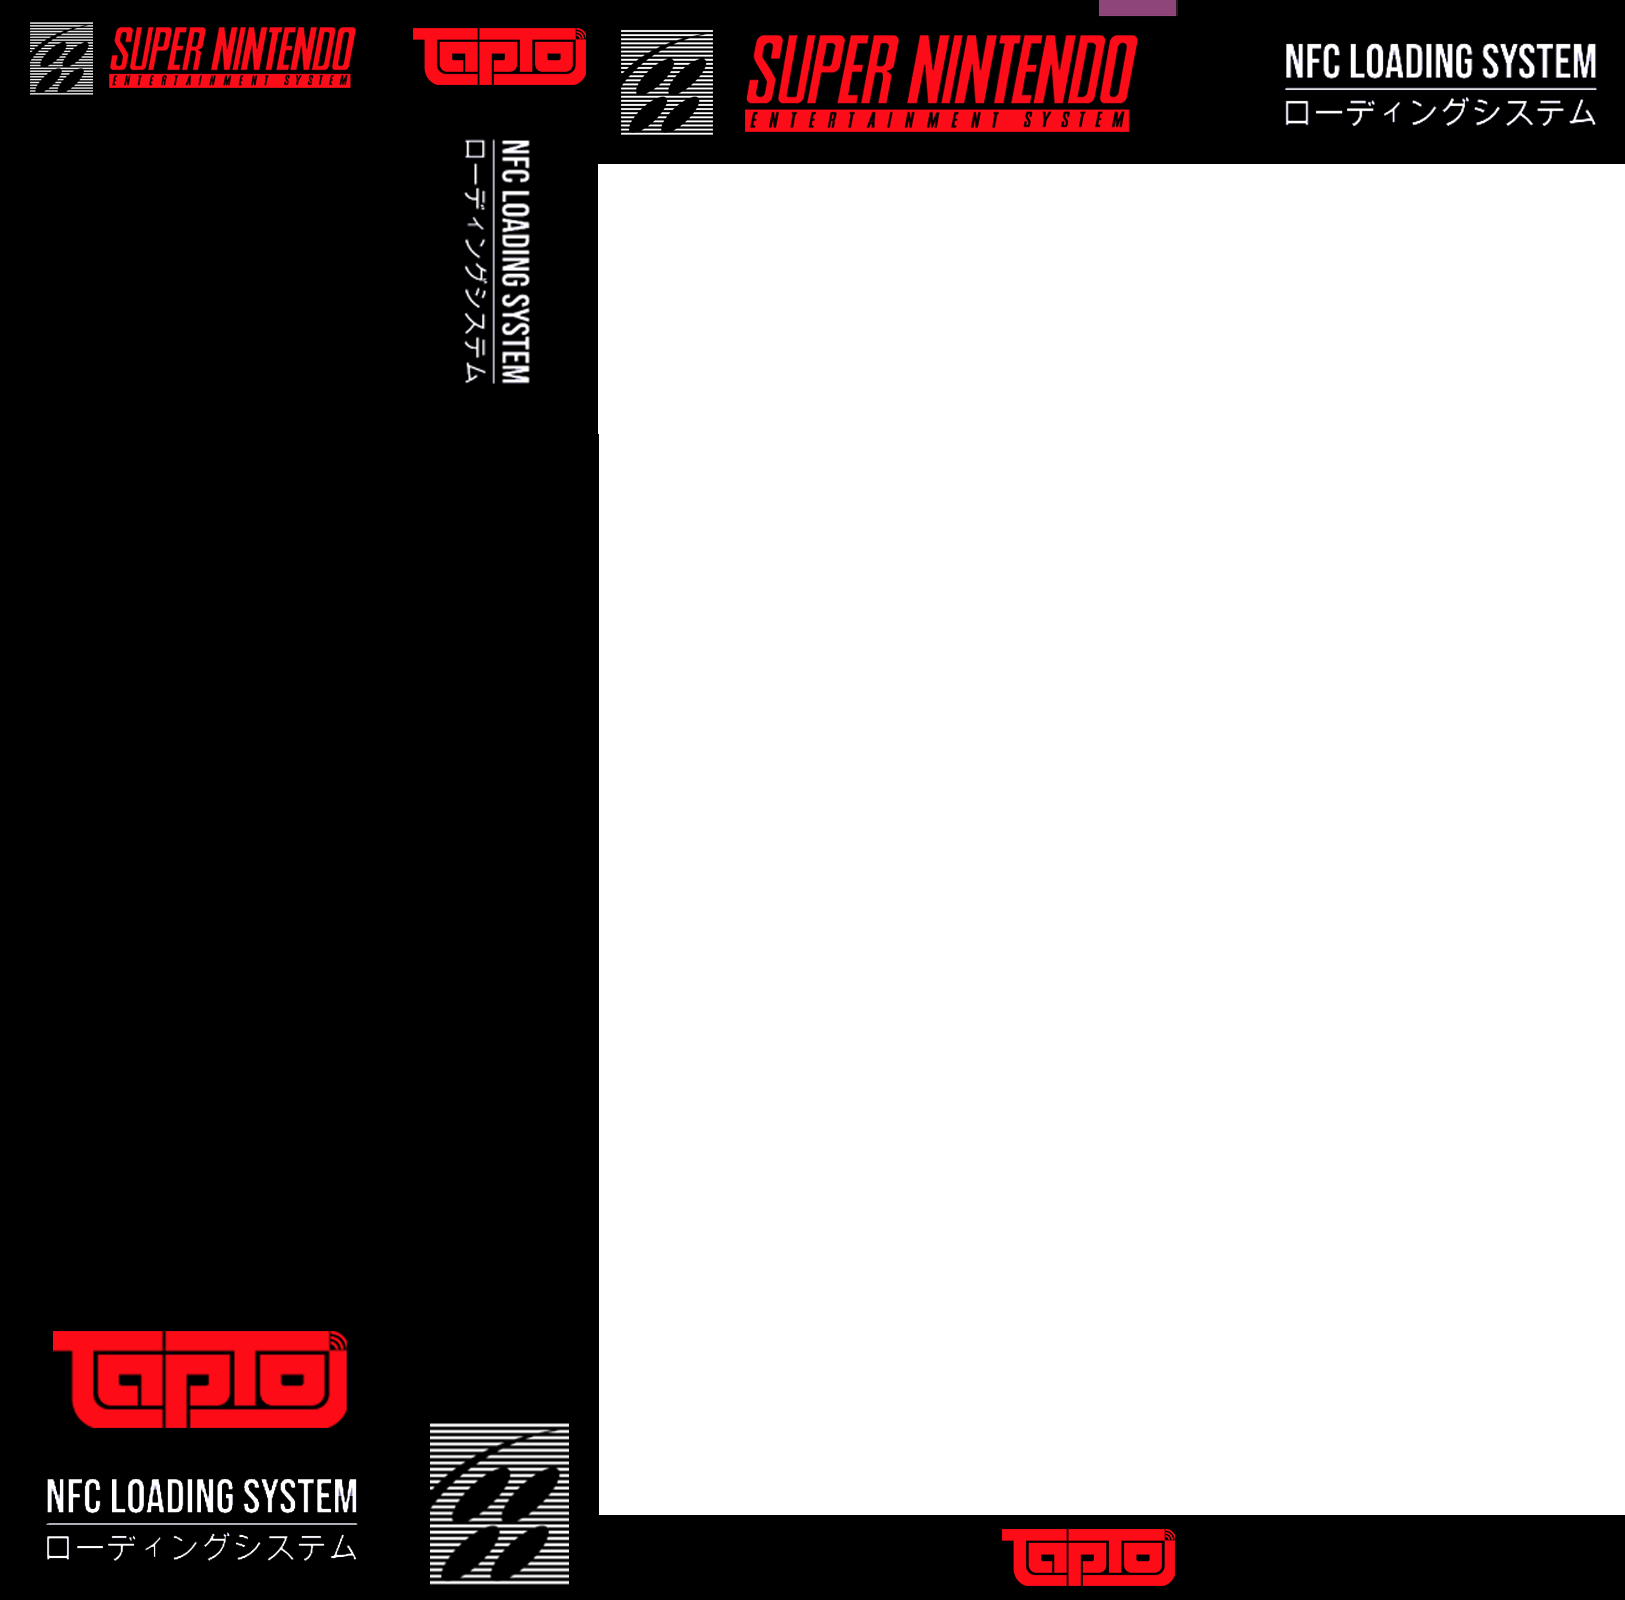 SUPER NINTENDO
ENTERTAINMENT SYSTEM
TapTo
NFC LOADING SYSTEM
ローディングシステム
TapTo
NFC LOADING SYSTEM
ローディングシステム
SUPER NINTENDO
ENTERTAINMENT SYSTEM
NFC LOADING SYSTEM
ローディングシステム
TapTo